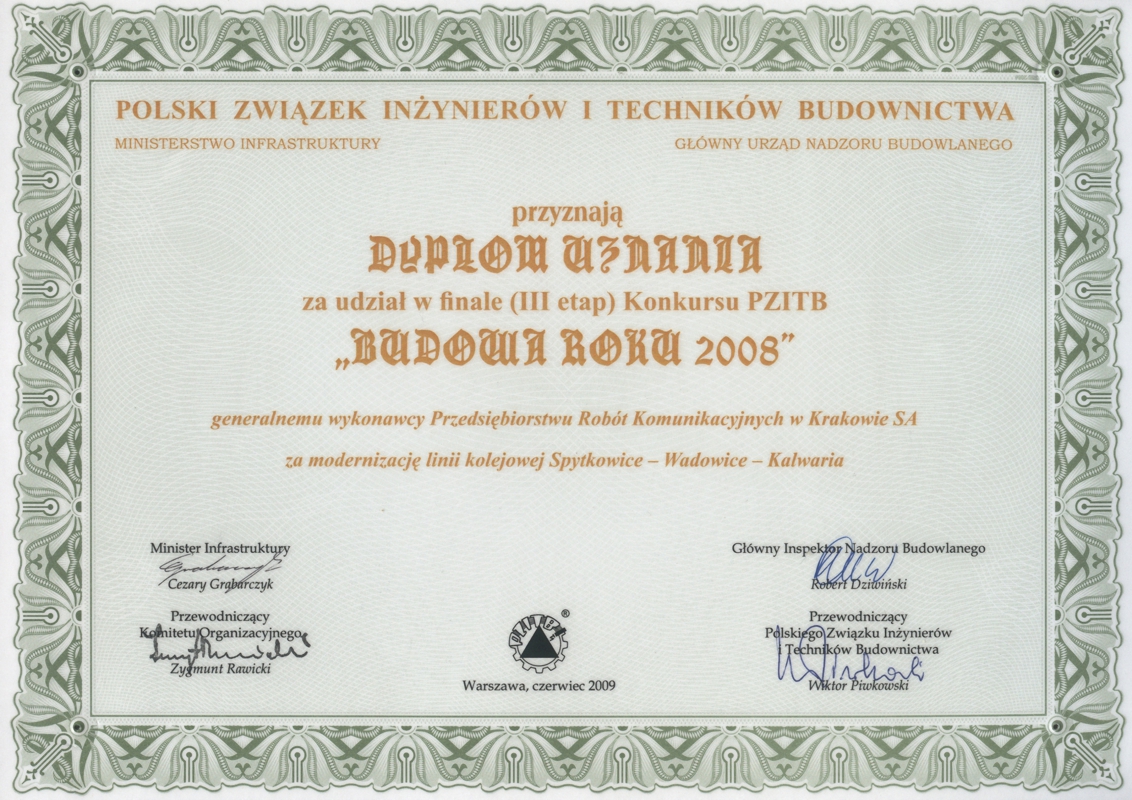 POLSKI ZWIĄZEK INŻYNIERÓW I TECHNIKÓW BUDOWNICTWA
MINISTERSTWO INFRASTRUKTURY
GŁÓWNY URZĄD NADZORU BUDOWLANEGO
przyznają
DYPLOM UZNANIA
za udział w finale (III etap) Konkursu PZITB
„BUDOWA ROKU 2008”
generalnemu wykonawcy Przedsiębiorstwu Robót Komunikacyjnych w Krakowie SA
za modernizację linii kolejowej Spytkowice – Wadowice – Kalwaria
Minister Infrastruktury
Cezary Grabarczyk
Główny Inspektor Nadzoru Budowlanego
Robert Dziwiński
Przewodniczący
Komitetu Organizacyjnego
Zygmunt Rawicki
Przewodniczący
Polskiego Związku Inżynierów
i Techników Budownictwa
Wiktor Piwkowski
®
Warszawa, czerwiec 2009